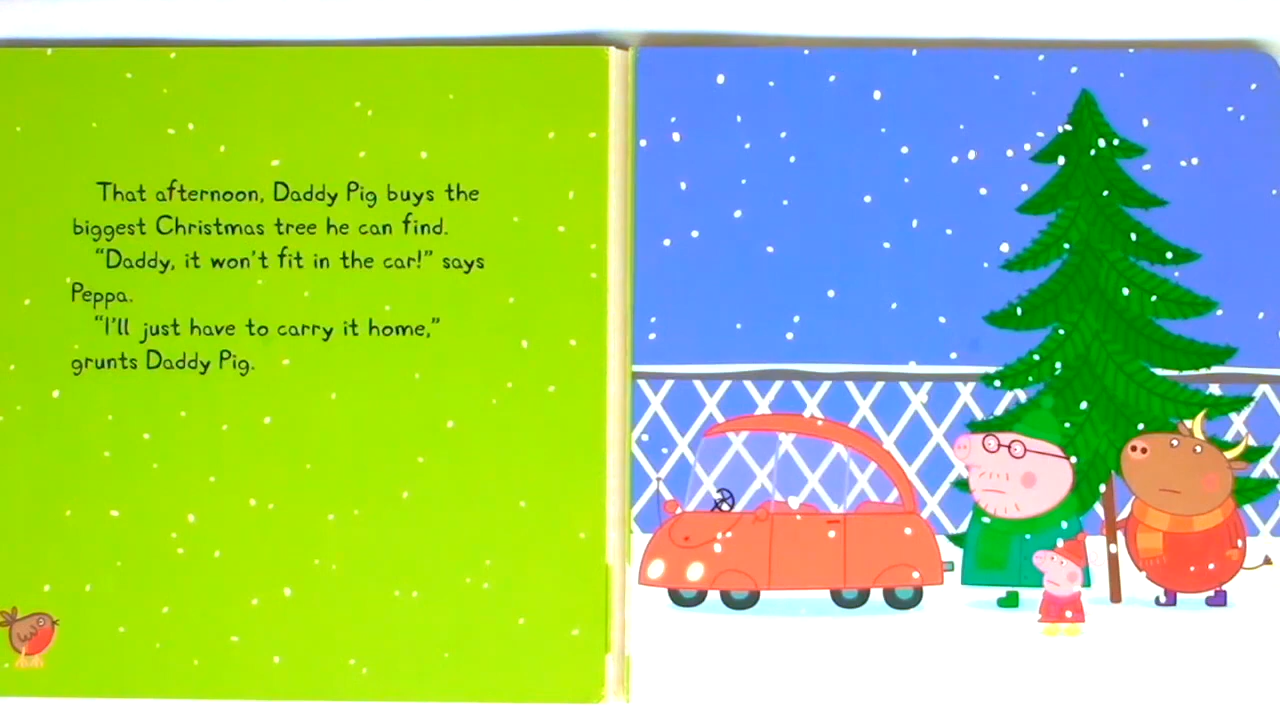 That afternoon, Daddy Pig buys the
biggest Christmas tree he can find.
“Daddy, it won't fit in the car!” says
Peppa.
“I'll just have to carry it home,”
grunts Daddy Pig.